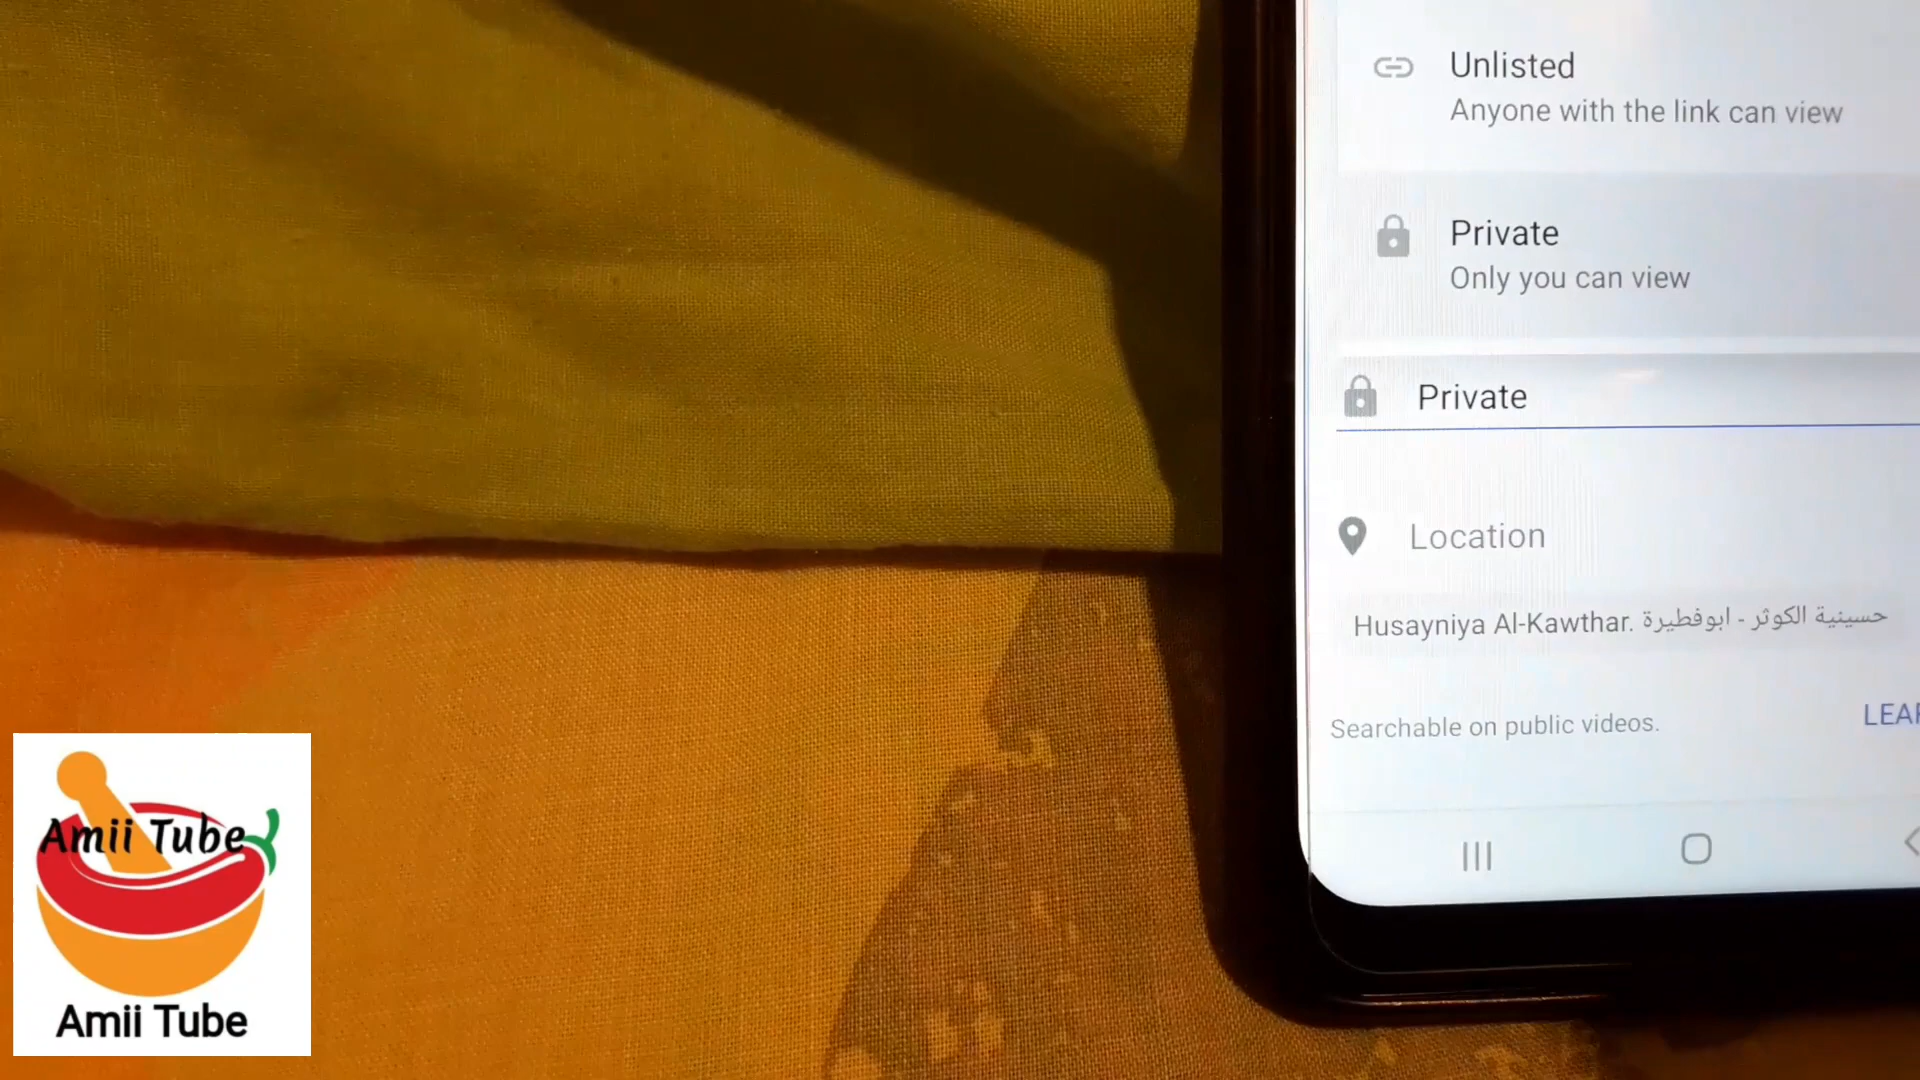 Unlisted
Anyone with the link can view
Private
Only you can view
Private
Location
Husayniya Al-Kawthar. حسينية الكوثر - ابوفطيرة
Searchable on public videos.
Amii Tube
Amii Tube